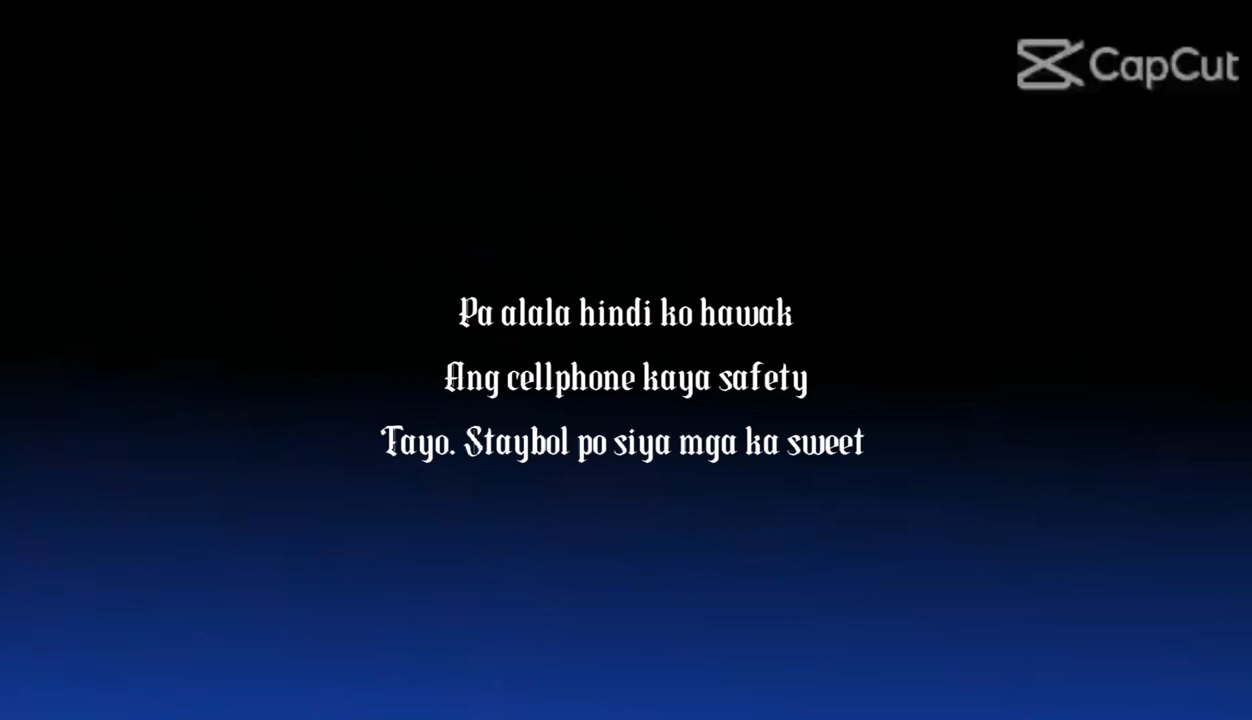 CapCut
Pa alala hindi ko hawak
Ang cellphone kaya safety
Tayo. Staybol po siya mga ka sweet